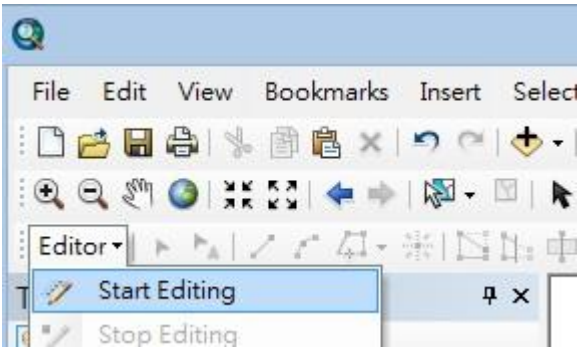 File Edit View Bookmarks Insert Select
Editor
Start Editing
T
Stop Editing